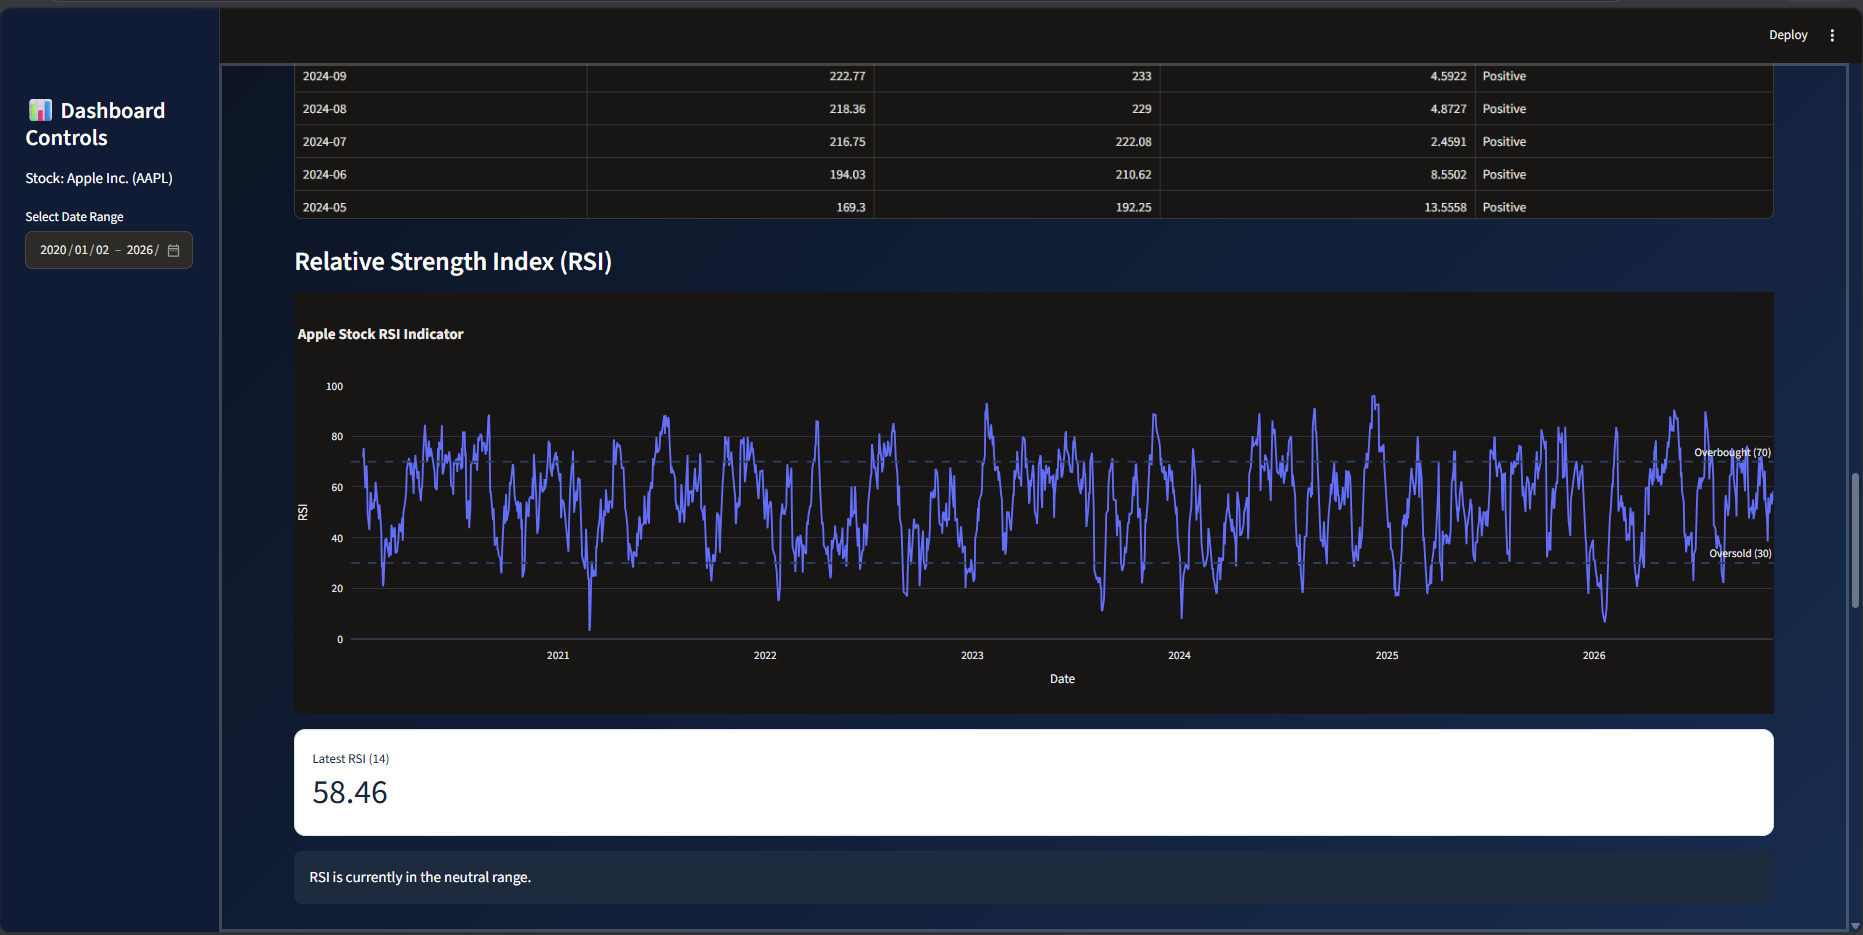 Deploy
📊 Dashboard
Controls
Stock: Apple Inc. (AAPL)
Select Date Range
2020/01/02 – 2026/
2024-09 222.77 233 4.5922 Positive
2024-08 218.36 229 4.8727 Positive
2024-07 216.75 222.08 2.4591 Positive
2024-06 194.03 210.62 8.5502 Positive
2024-05 169.3 192.25 13.5558 Positive
Relative Strength Index (RSI)
Apple Stock RSI Indicator
100
80
Overbought (70)
60
RSI
40
Oversold (30)
20
0
2021 2022 2023 2024 2025 2026
Date
Latest RSI (14)
58.46
RSI is currently in the neutral range.